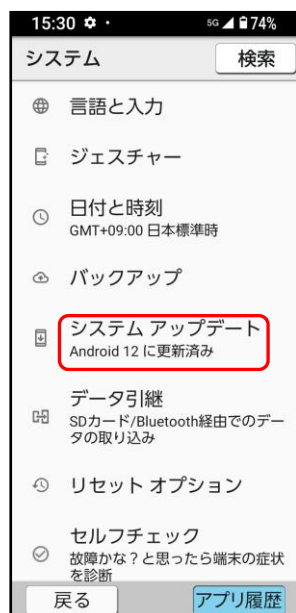 15:30 5G 74%
システム 検索
言語と入力
ジェスチャー
日付と時刻
GMT+09:00 日本標準時
バックアップ
システム アップデート
Android 12 に更新済み
データ引継
SDカード/Bluetooth経由でのデー
タの取り込み
リセット オプション
セルフチェック
故障かな？と思ったら端末の症状
を診断
戻る アプリ履歴